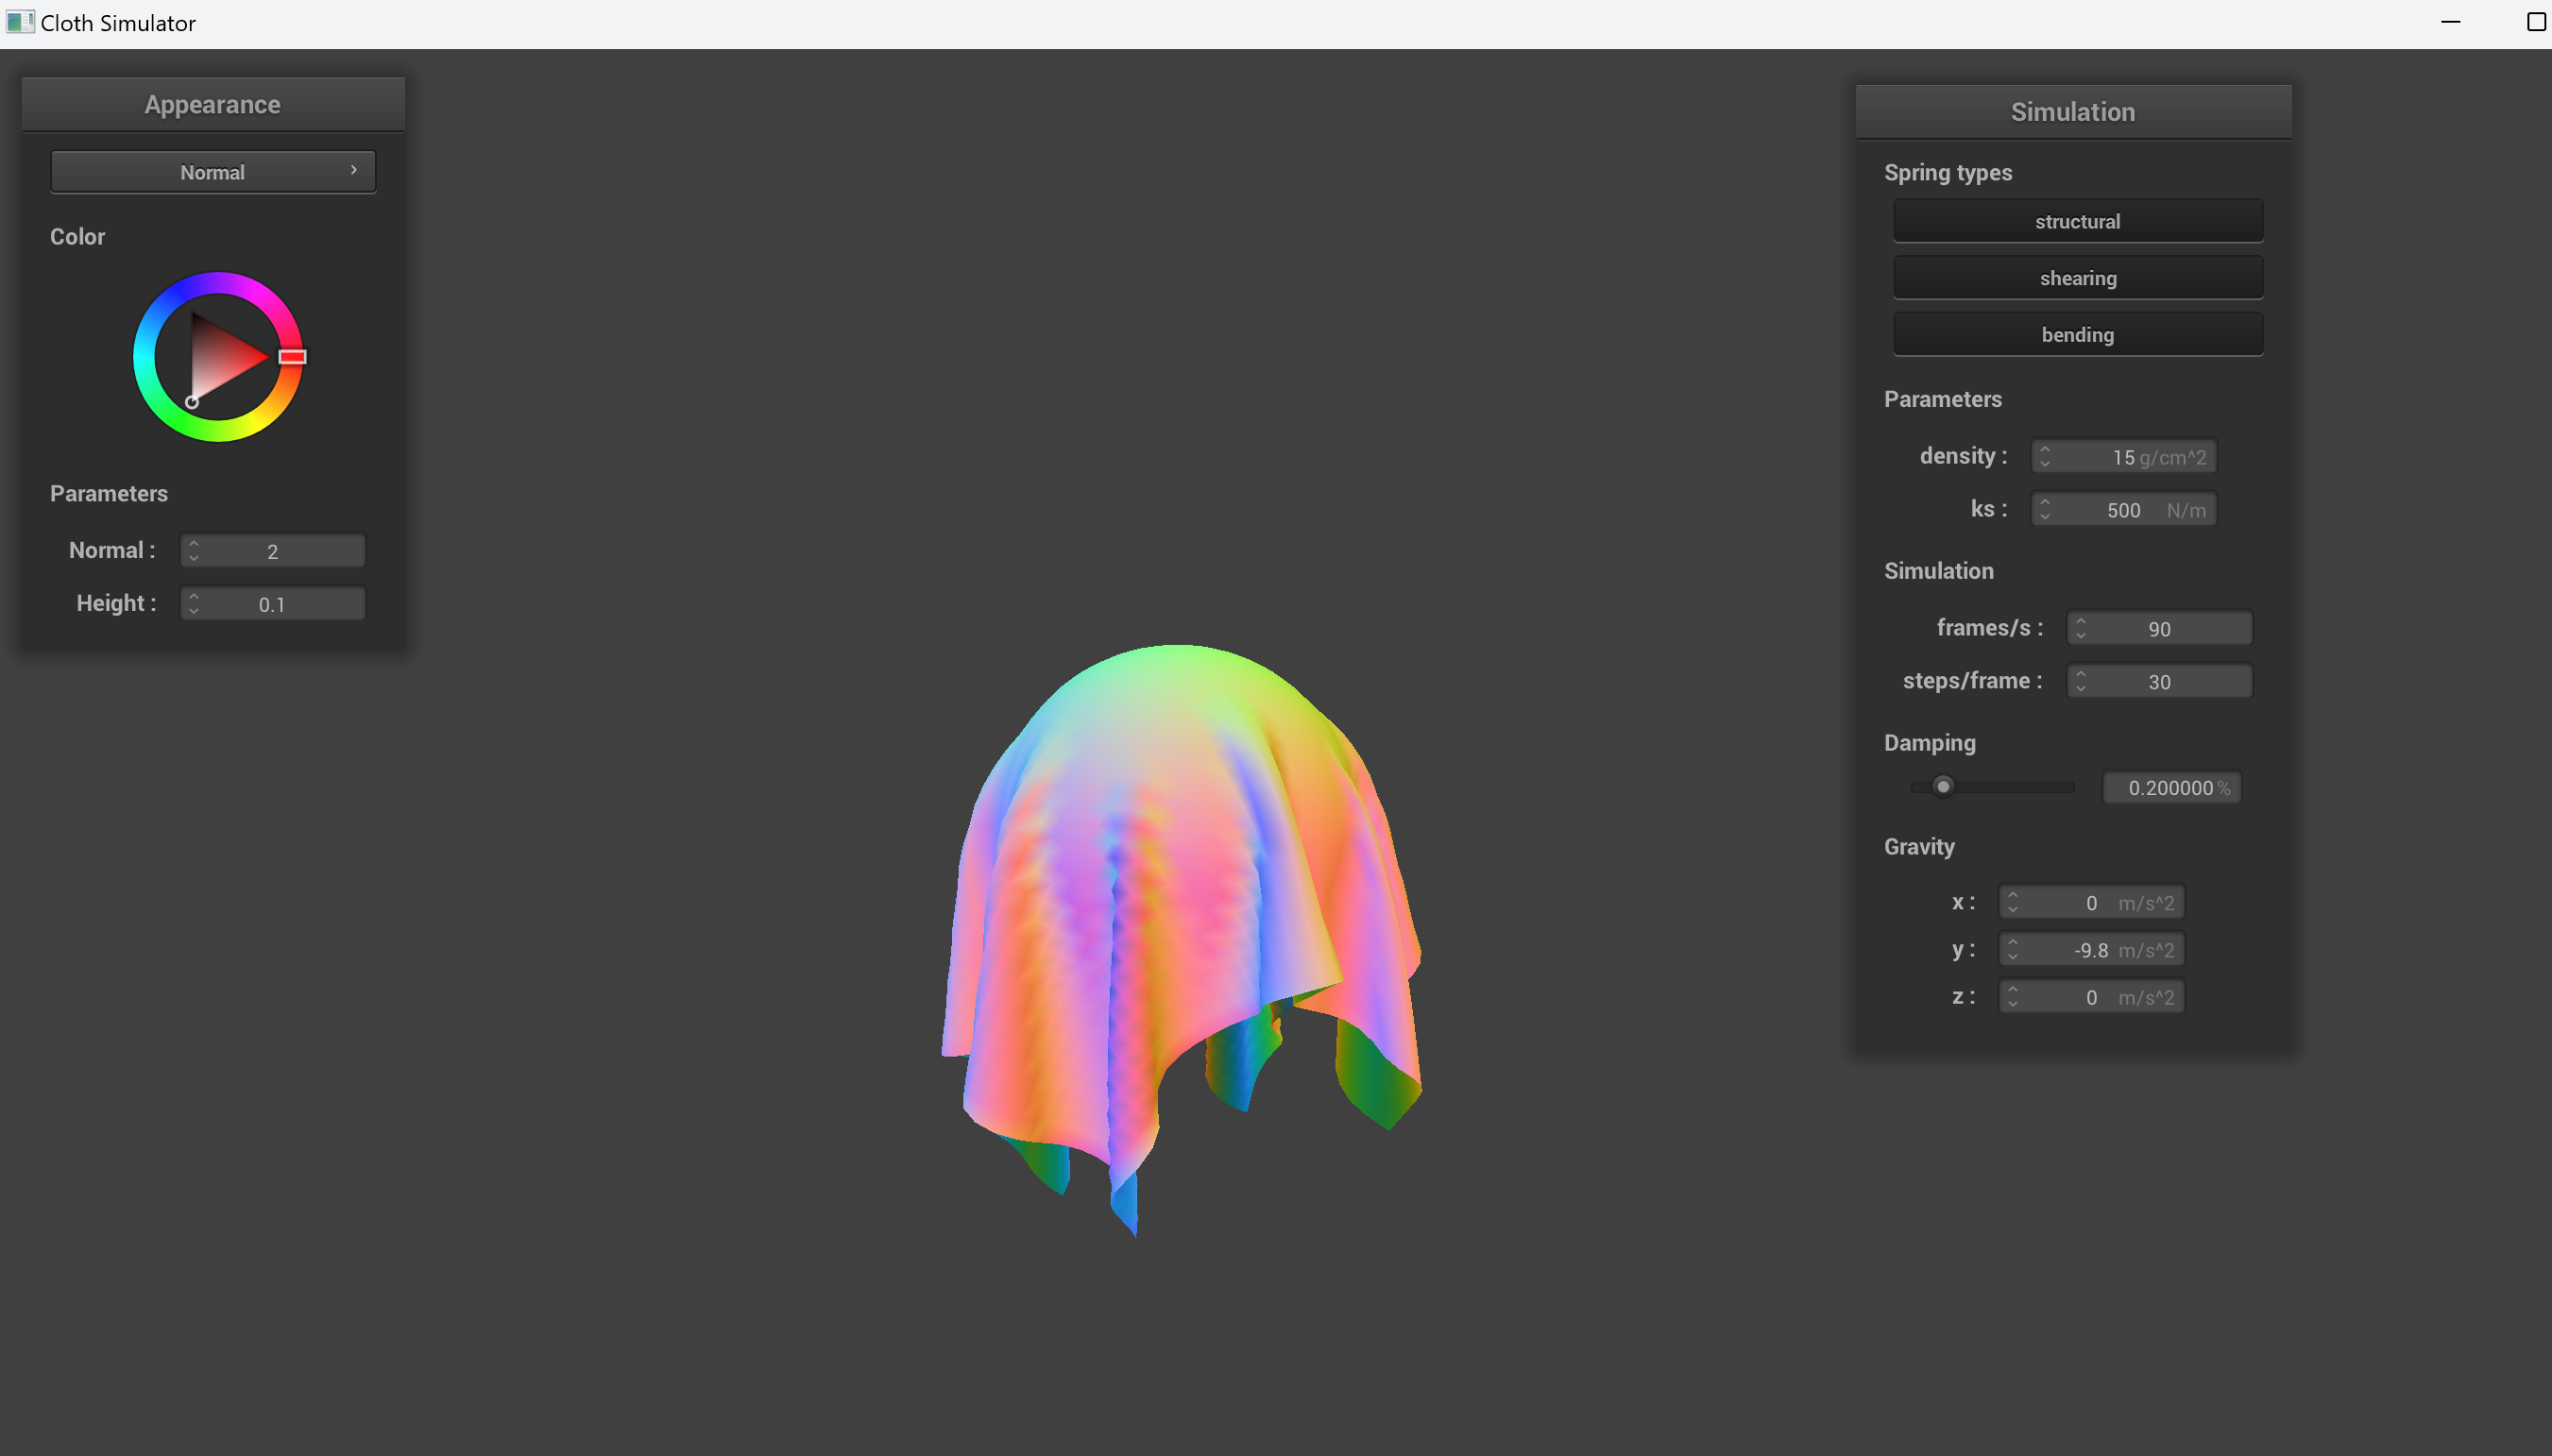 Cloth Simulator
Appearance
Normal
Color
Parameters
Normal : 2
Height : 0.1
Simulation
Spring types
structural
shearing
bending
Parameters
density : 15 g/cm^2
ks : 500 N/m
Simulation
frames/s : 90
steps/frame : 30
Damping
0.200000 %
Gravity
x : 0 m/s^2
y : -9.8 m/s^2
z : 0 m/s^2